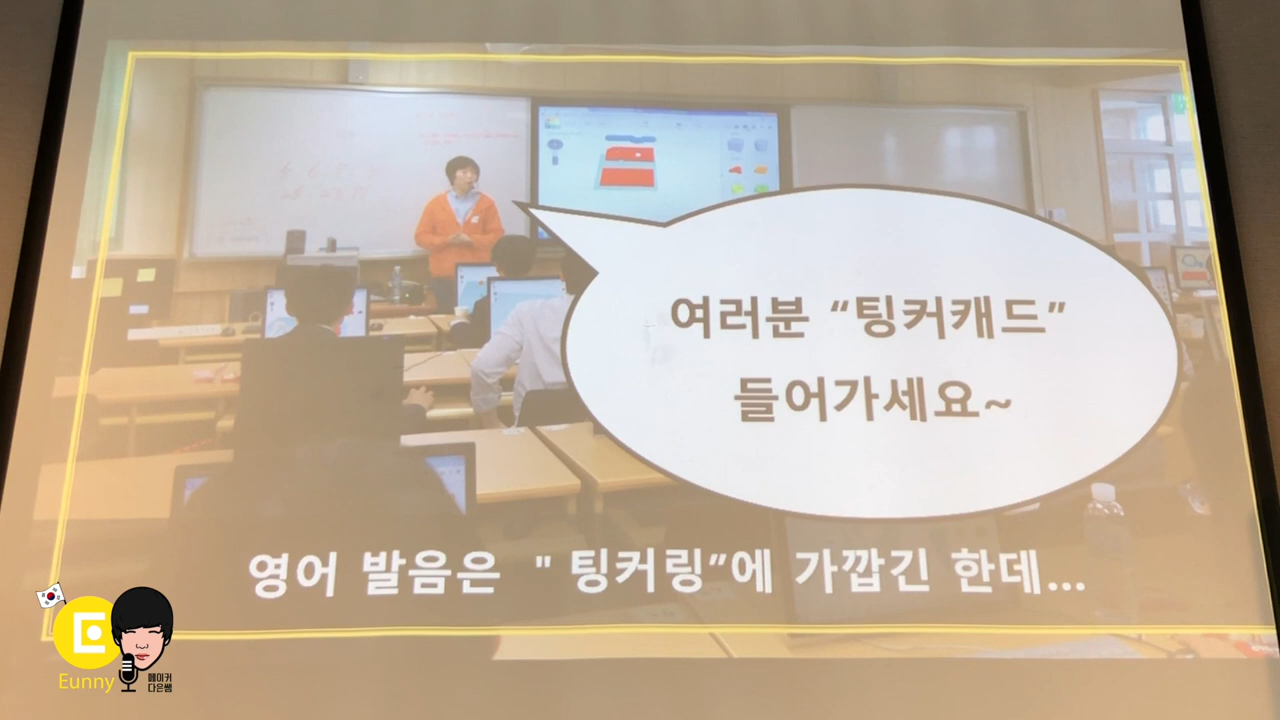 여러분 “팅커캐드”
들어가세요~
영어 발음은 " 팅커링”에 가깝긴 한데...
Eunny
메이커
다은쌤